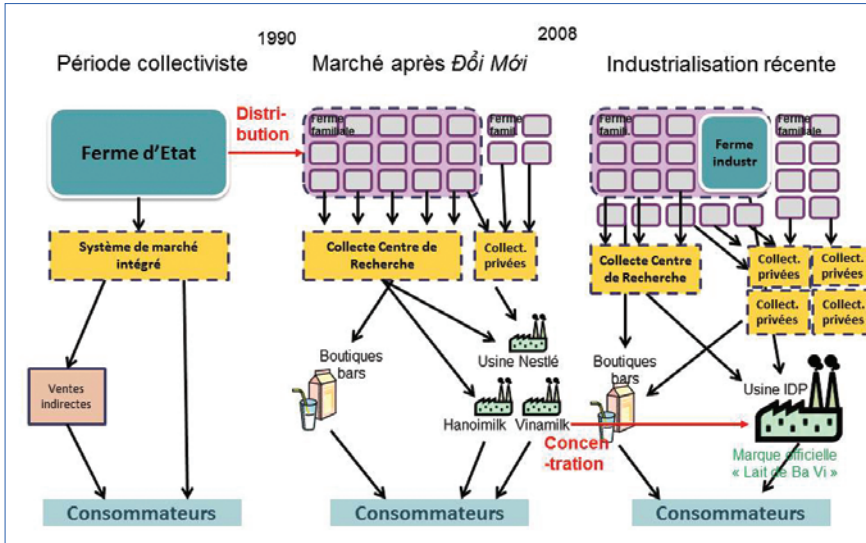 1990
2008
Période collectiviste
Marché après Đổi Mới
Industrialisation récente
Ferme d'Etat
Distri-
bution
Ferme
familiale
Ferme
famil.
Ferme
famil.
Ferme
industr
Ferme
familiale
Système de marché
intégré
Collecte Centre de
Recherche
Collect.
privées
Collecte Centre
de Recherche
Collect.
privées
Collect.
privées
Collect.
privées
Collect.
privées
Ventes
indirectes
Boutiques
bars
Usine Nestlé
Hanoimilk
Vinamilk
Concen
-tration
Boutiques
bars
Usine IDP
Marque officielle
« Lait de Ba Vi »
Consommateurs
Consommateurs
Consommateurs